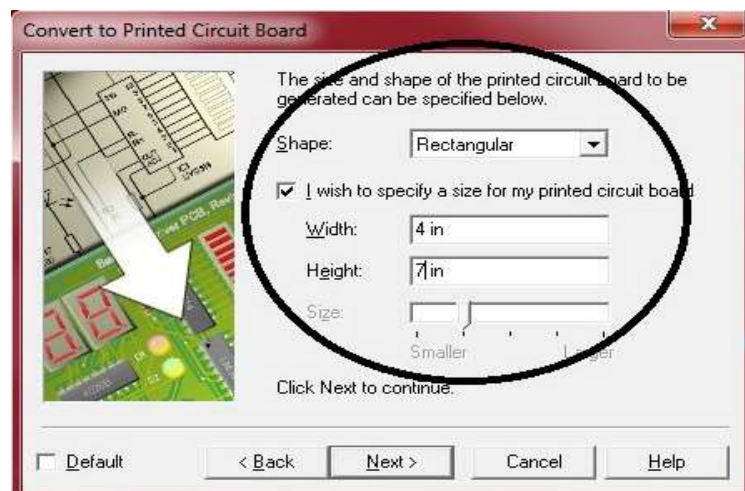 Convert to Printed Circuit Board
The size and shape of the printed circuit board to be
generated can be specified below.
Shape: Rectangular
I wish to specify a size for my printed circuit board
Width: 4 in
Height: 7 in
Size:
Smaller Larger
Click Next to continue.
Default < Back Next > Cancel Help